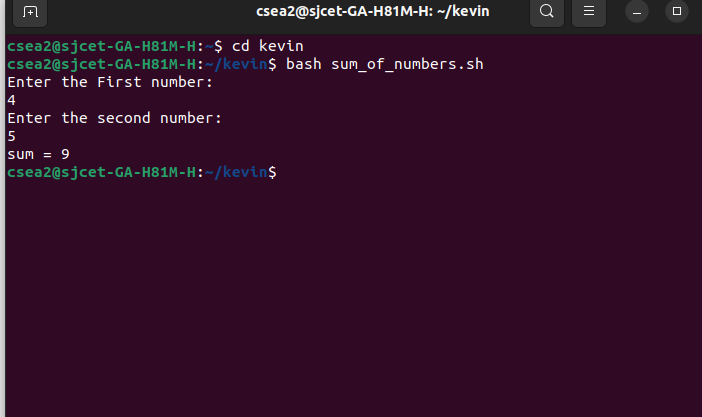 csea2@sjcet-GA-H81M-H: ~/kevin
csea2@sjcet-GA-H81M-H:~$ cd kevin
csea2@sjcet-GA-H81M-H:~/kevin$ bash sum_of_numbers.sh
Enter the First number:
4
Enter the second number:
5
sum = 9
csea2@sjcet-GA-H81M-H:~/kevin$